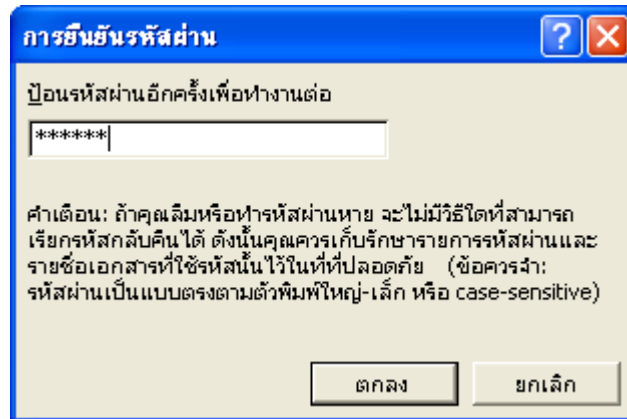 การยืนยันรหัสผ่าน
ป้อนรหัสผ่านอีกครั้งเพื่อทำงานต่อ
******
คำเตือน: ถ้าคุณลืมหรือทำรหัสผ่านหาย จะไม่มีวิธีใดที่สามารถ
เรียกรหัสกลับคืนได้ ดังนั้นคุณควรเก็บรักษารายการรหัสผ่านและ
รายชื่อเอกสารที่ใช้รหัสนั้นไว้ในที่ที่ปลอดภัย (ข้อควรจำ:
รหัสผ่านเป็นแบบตรงตามตัวพิมพ์ใหญ่-เล็ก หรือ case-sensitive)
ตกลง ยกเลิก